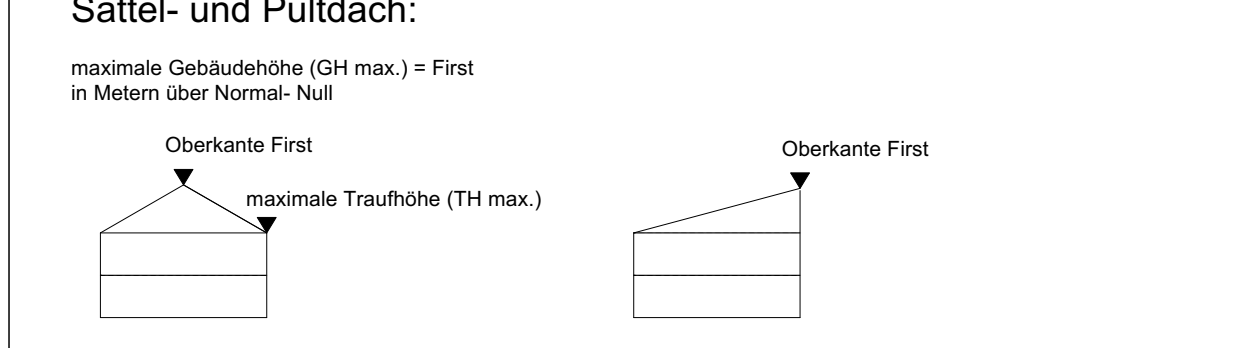 Sattel- und Pultdach:
maximale Gebäudehöhe (GH max.) = First
in Metern über Normal- Null
Oberkante First
maximale Traufhöhe (TH max.)
Oberkante First